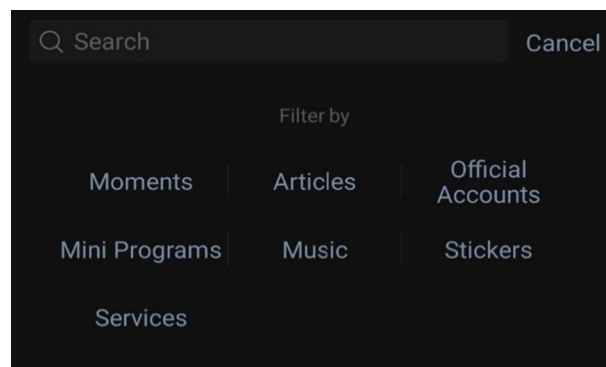 Search Cancel
Filter by
Moments Articles Official
Accounts
Mini Programs Music Stickers
Services